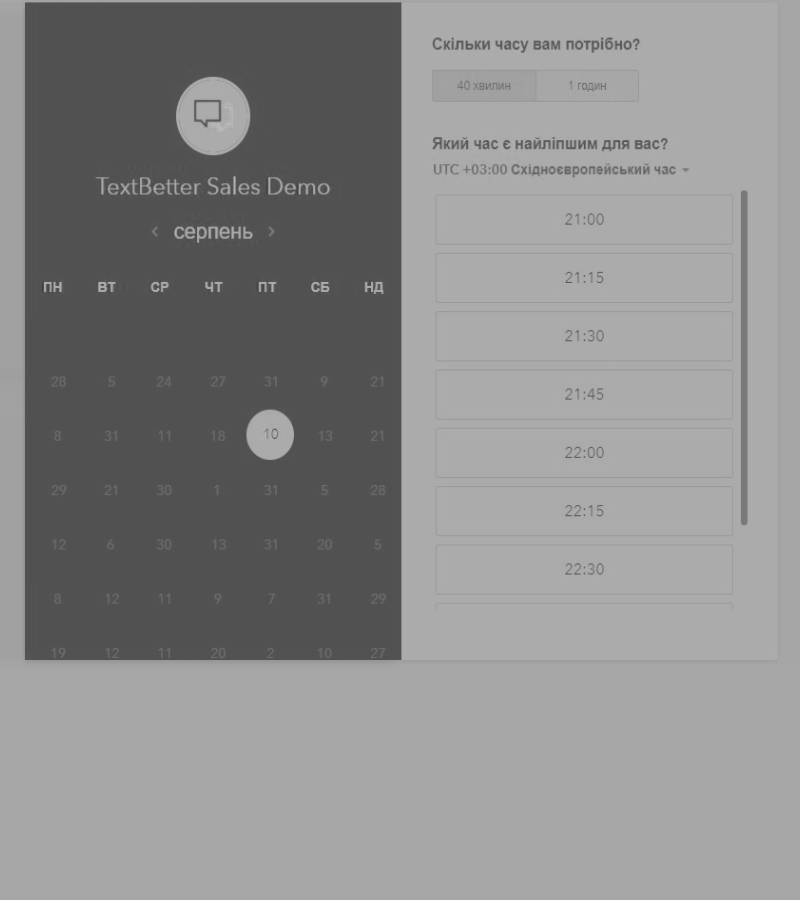 TextBetter Sales Demo
серпень
ПН ВТ СР ЧТ ПТ СБ НД
28 5 24 27 31 9 21
8 31 11 18 10 13 21
29 21 30 1 31 5 28
12 6 30 13 31 20 5
8 12 11 9 7 31 29
19 12 11 20 2 10 27
Скільки часу вам потрібно?
40 хвилин 1 годин
Який час є найліпшим для вас?
UTC +03:00 Східноєвропейський час
21:00
21:15
21:30
21:45
22:00
22:15
22:30